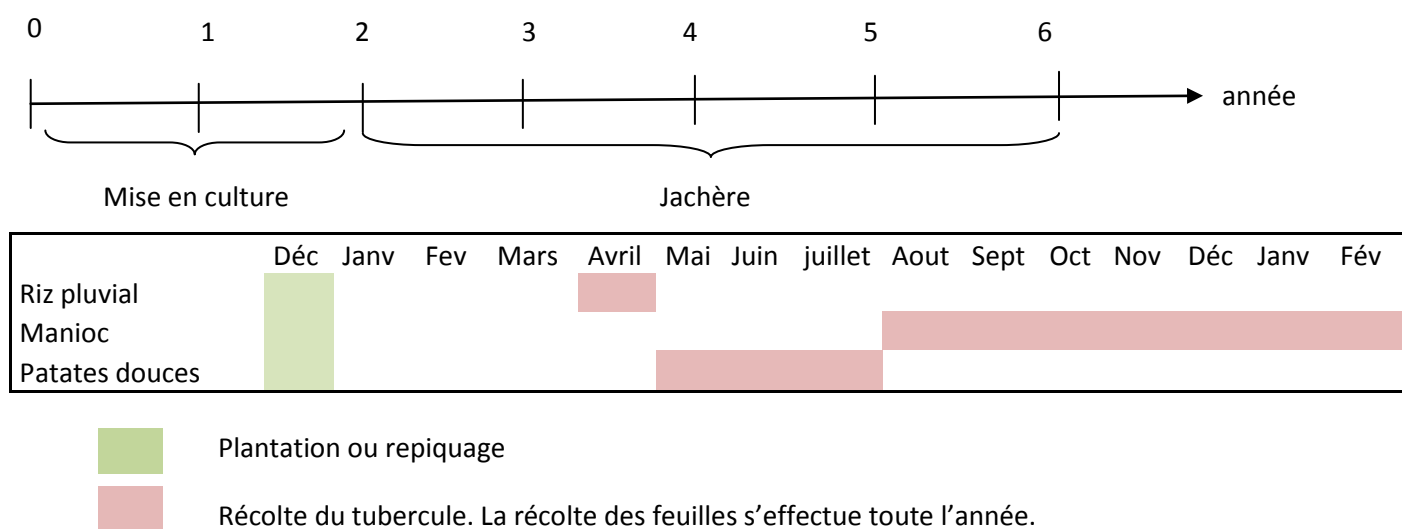 0 1 2 3 4 5 6
année
Mise en culture Jachère
Déc Janv Fev Mars Avril Mai Juin juillet Aout Sept Oct Nov Déc Janv Fév
Riz pluvial
Manioc
Patates douces
Plantation ou repiquage
Récolte du tubercule. La récolte des feuilles s’effectue toute l’année.